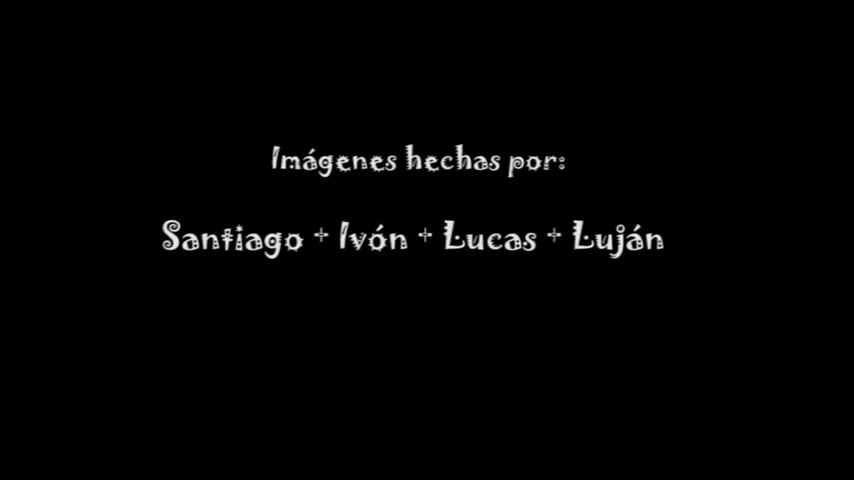 Imágenes hechas por:
Santiago + Ivón + Lucas + Luján